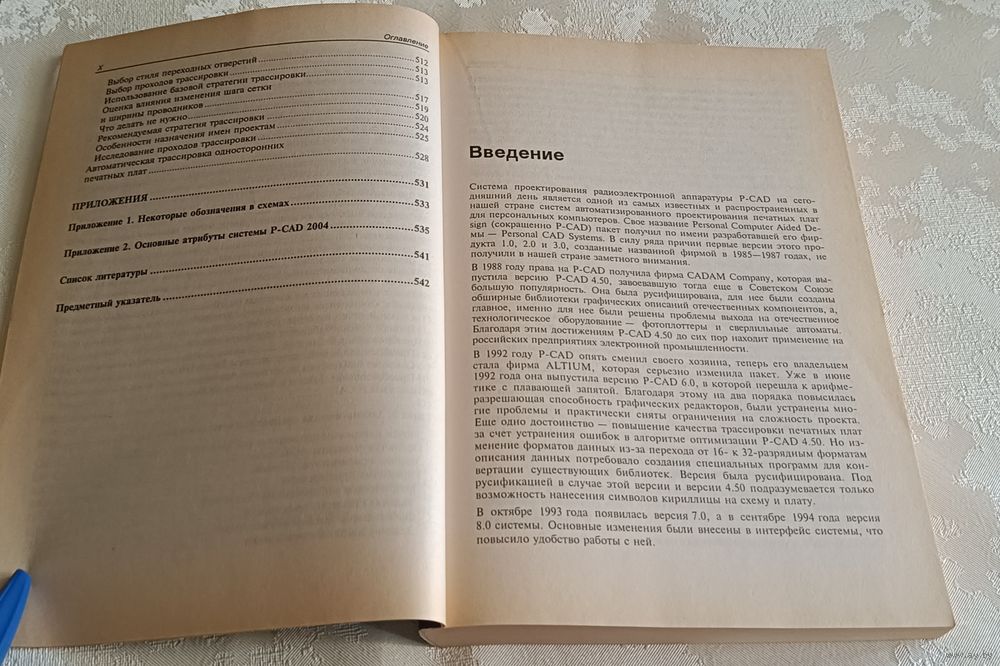 X
Оглавление
Выбор стиля переходных отверстий 512
Выбор проходов трассировки 513
Использование базовой стратегии трассировки 513
Оценка влияния изменения шага сетки
и ширины проводников 517
Что делать не нужно 519
Рекомендуемая стратегия трассировки 520
Особенности назначения имен проектам 524
Исследование проходов трассировки 525
Автоматическая трассировка односторонних
печатных плат 528
ПРИЛОЖЕНИЯ 531
Приложение 1. Некоторые обозначения в схемах 533
Приложение 2. Основные атрибуты системы P-CAD 2004 535
Список литературы 541
Предметный указатель 542
Введение
Система проектирования радиоэлектронной аппаратуры P-CAD на сего-
дняшний день является одной из самых известных и распространенных в
нашей стране систем автоматизированного проектирования печатных плат
для персональных компьютеров. Свое название Personal Computer Aided De-
sign (сокращенно P-CAD) пакет получил по имени разработавшей его фир-
мы — Personal CAD Systems. В силу ряда причин первые версии этого про-
дукта 1.0, 2.0 и 3.0, созданные названной фирмой в 1985—1987 годах, не
получили в нашей стране заметного внимания.
В 1988 году права на P-CAD получила фирма CADAM Company, которая вы-
пустила версию P-CAD 4.50, завоевавшую тогда еще в Советском Союзе
большую популярность. Она была русифицирована, для нее были созданы
обширные библиотеки графических описаний отечественных компонентов, а,
главное, именно для нее были решены проблемы выхода на отечественное
технологическое оборудование — фотоплоттеры и сверлильные автоматы.
Благодаря этим достижениям P-CAD 4.50 до сих пор находит применение на
российских предприятиях электронной промышленности.
В 1992 году P-CAD опять сменил своего хозяина, теперь его владельцем
стала фирма ALTIUM, которая серьезно изменила пакет. Уже в июне
1992 года она выпустила версию P-CAD 6.0, в которой перешла к арифме-
тике с плавающей запятой. Благодаря этому на два порядка повысилась
разрешающая способность графических редакторов, были устранены мно-
гие проблемы и практически сняты ограничения на сложность проекта.
Еще одно достоинство — повышение качества трассировки печатных плат
за счет устранения ошибок в алгоритме оптимизации P-CAD 4.50. Но из-
менение форматов данных из-за перехода от 16- к 32-разрядным форматам
описания данных потребовало создания специальных программ для кон-
вертации существующих библиотек. Версия была русифицирована. Под
русификацией в случае этой версии и версии 4.50 подразумевается только
возможность нанесения символов кириллицы на схему и плату.
В октябре 1993 года появилась версия 7.0, а в сентябре 1994 года версия
8.0 системы. Основные изменения были внесены в интерфейс системы, что
повысило удобство работы с ней.